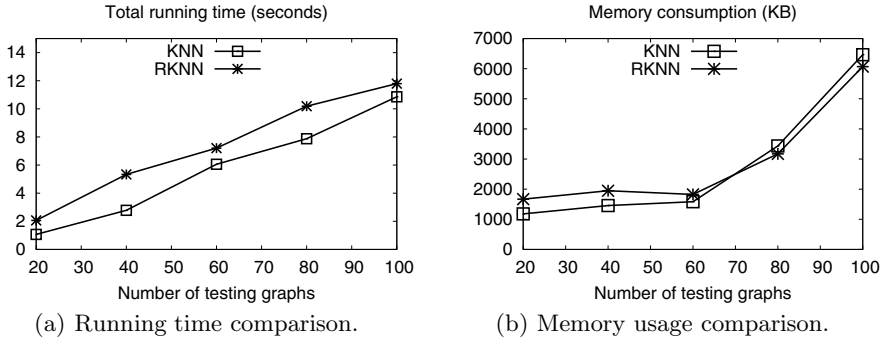 Total running time (seconds)
14
12
10
8
6
4
2
0
KNN
RKNN
20 30 40 50 60 70 80 90 100
Number of testing graphs
(a) Running time comparison.
Memory consumption (KB)
7000
6000
5000
4000
3000
2000
1000
0
KNN
RKNN
20 30 40 50 60 70 80 90 100
Number of testing graphs
(b) Memory usage comparison.